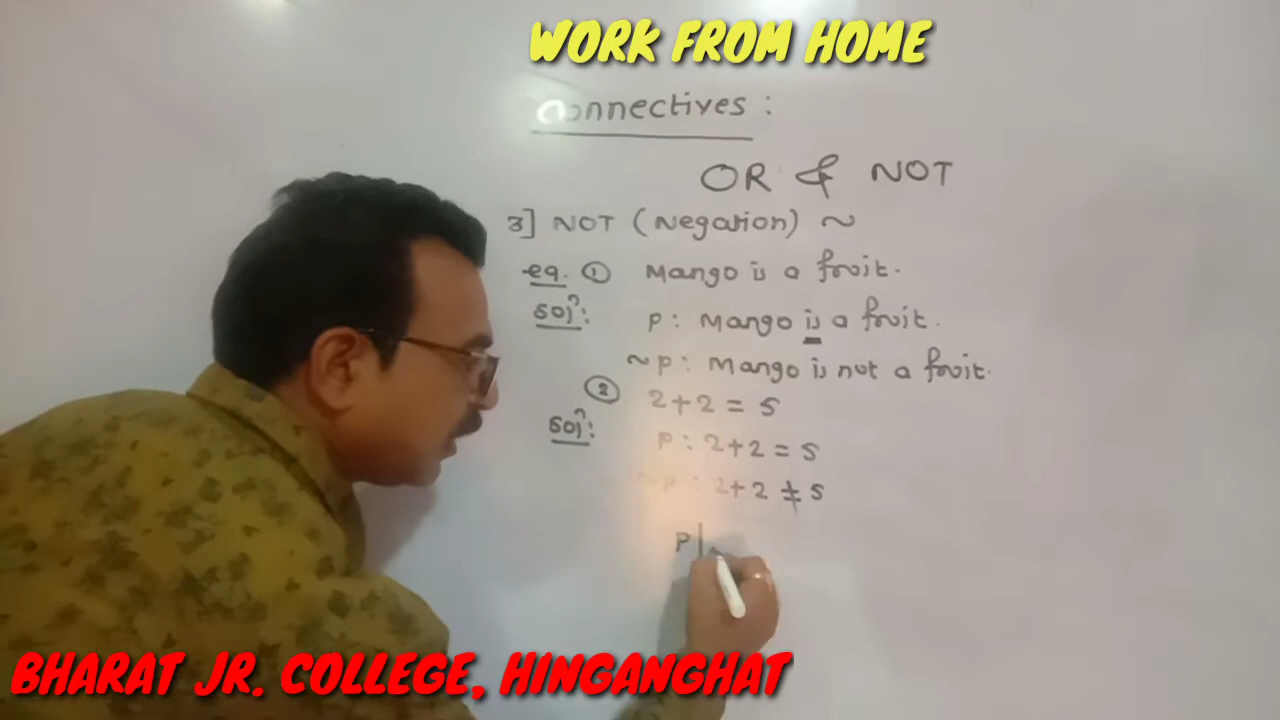 WORK FROM HOME
Connectives :
OR & NOT
3] NOT (Negation) ~
eg. ① Mango is a fruit.
Solⁿ: p : Mango is a fruit.
~p : Mango is not a fruit.
② 2+2 = 5
Solⁿ: p : 2+2 = 5
~p : 2+2 ≠ 5
p |
BHARAT JR. COLLEGE, HINGANGHAT